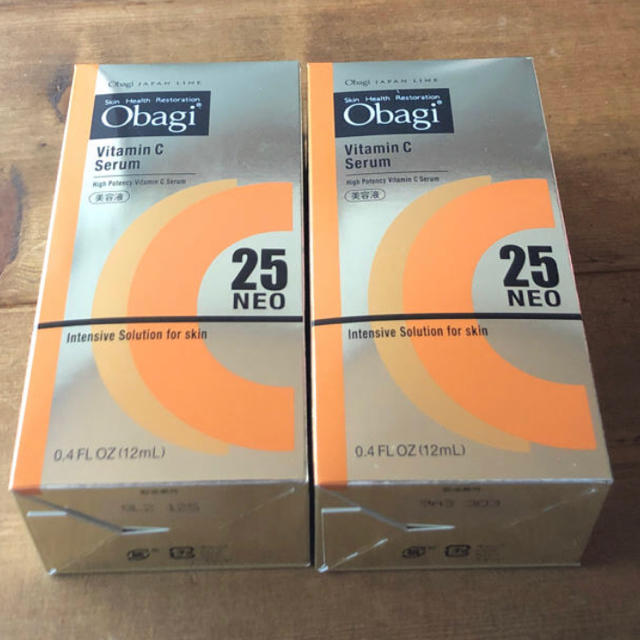 Obagi JAPAN LINE
Skin Health Restoration
Obagi®
Vitamin C
Serum
High Potency Vitamin C Serum
美容液
25
NEO
Intensive Solution for skin
0.4 FL OZ (12mL)
Obagi JAPAN LINE
Skin Health Restoration
Obagi®
Vitamin C
Serum
High Potency Vitamin C Serum
美容液
25
NEO
Intensive Solution for skin
0.4 FL OZ (12mL)